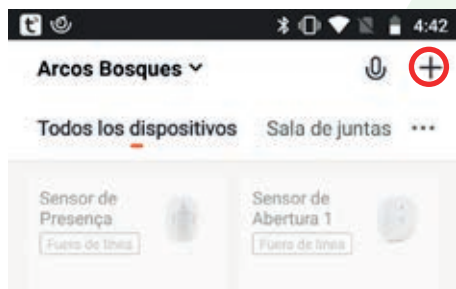 4:42
Arcos Bosques
Todos los dispositivos Sala de juntas ...
Sensor de
Presença
Fuera de línea
Sensor de
Abertura 1
Fuera de línea